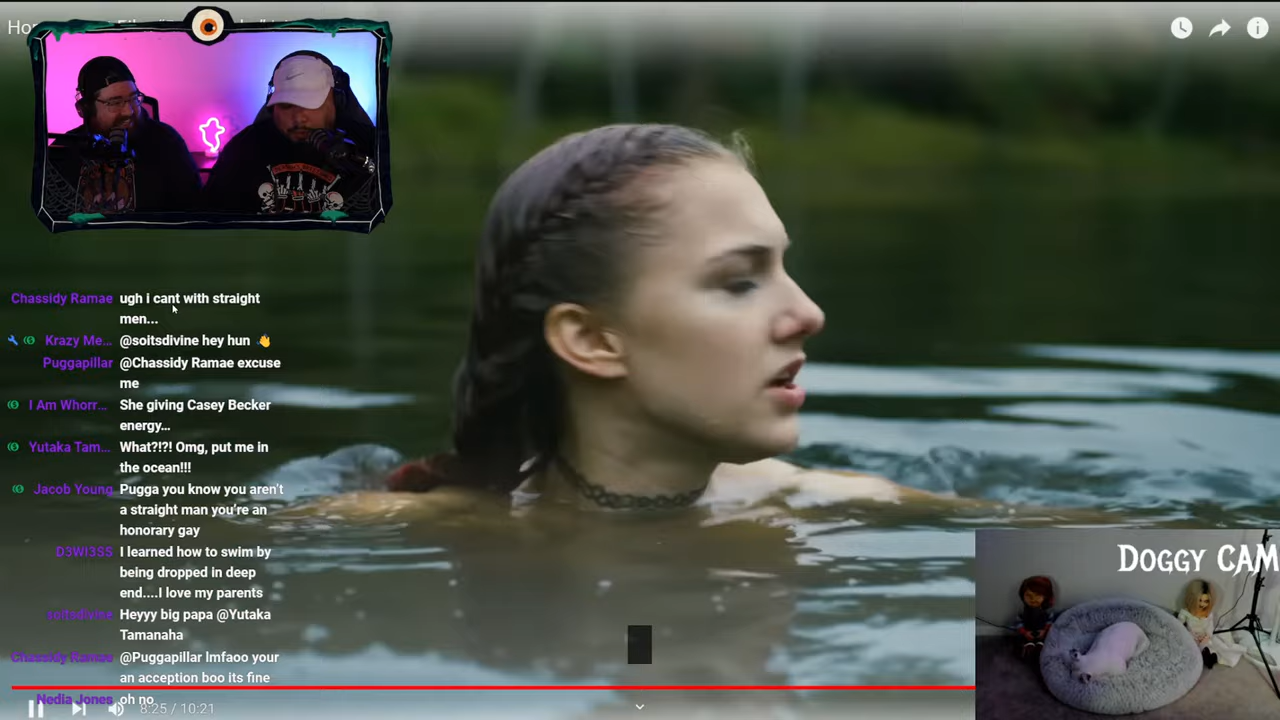 Ho
Chassidy Ramae ugh i cant with straight
men...
Krazy Me... @soitsdivine hey hun 👋
Puggapillar @Chassidy Ramae excuse
me
I Am Whorr... She giving Casey Becker
energy...
Yutaka Tam... What?!?! Omg, put me in
the ocean!!!
Jacob Young Pugga you know you aren't
a straight man you're an
honorary gay
D3WI3SS I learned how to swim by
being dropped in deep
end....I love my parents
soitsdivine Heyyy big papa @Yutaka
Tamanaha
Chassidy Ramae @Puggapillar lmfaoo your
an acception boo its fine
Nedia Jones oh no
8:25 / 10:21
DOGGY CAM